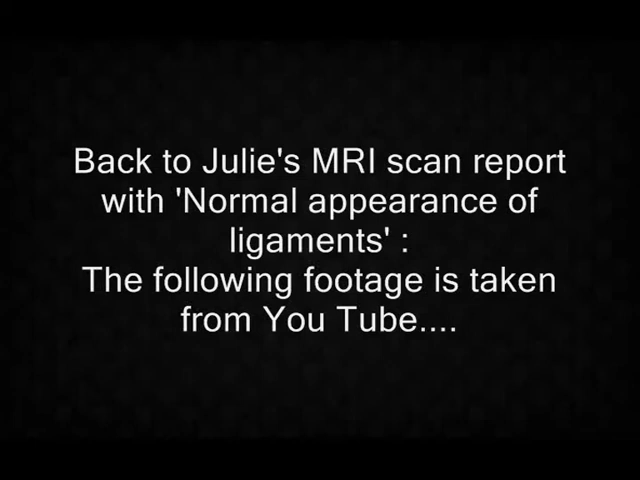 Back to Julie's MRI scan report
with 'Normal appearance of
ligaments' :
The following footage is taken
from You Tube....